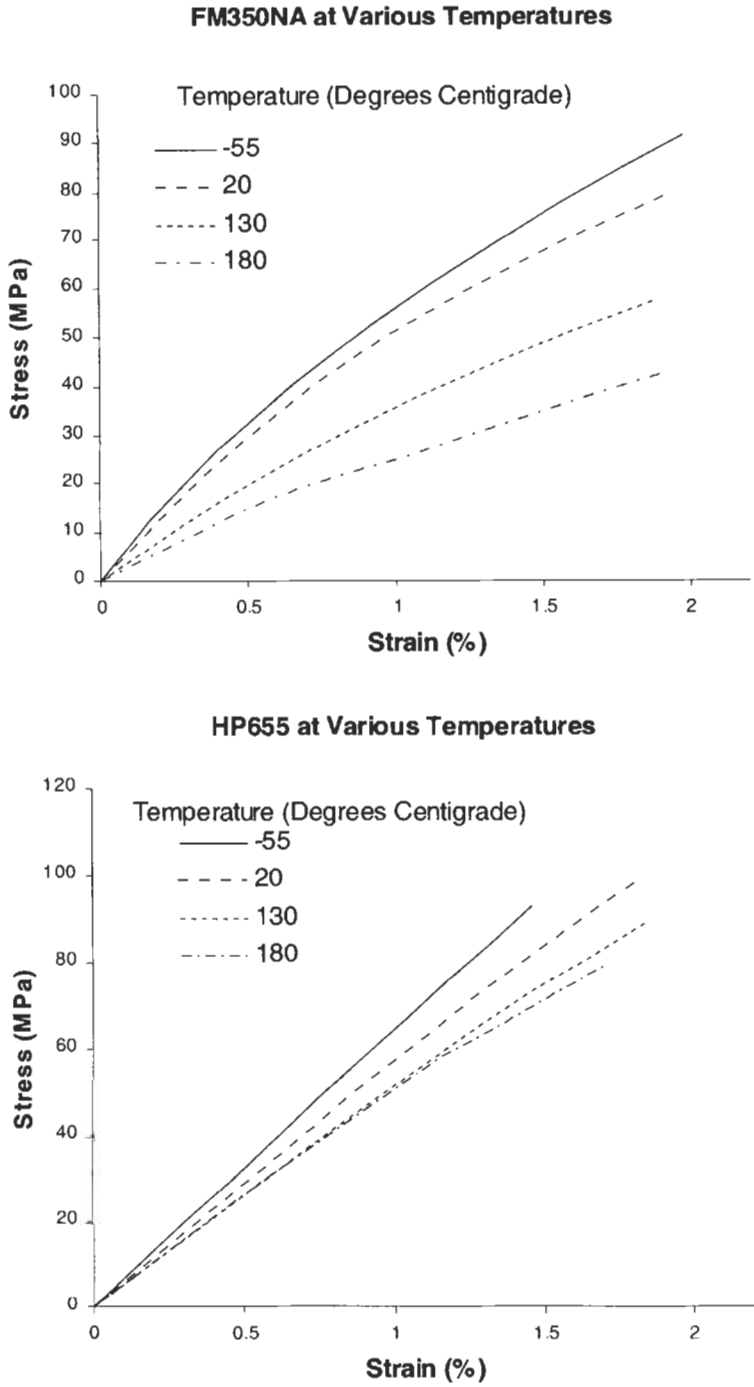 FM350NA at Various Temperatures
100
Temperature (Degrees Centigrade)
90
-55
80
20
70
130
60
180
50
40
30
20
10
0
Stress (MPa)
0 0.5 1 1.5 2
Strain (%)
HP655 at Various Temperatures
120
Temperature (Degrees Centigrade)
-55
100
20
130
80
180
60
40
20
0
Stress (MPa)
0 0.5 1 1.5 2
Strain (%)